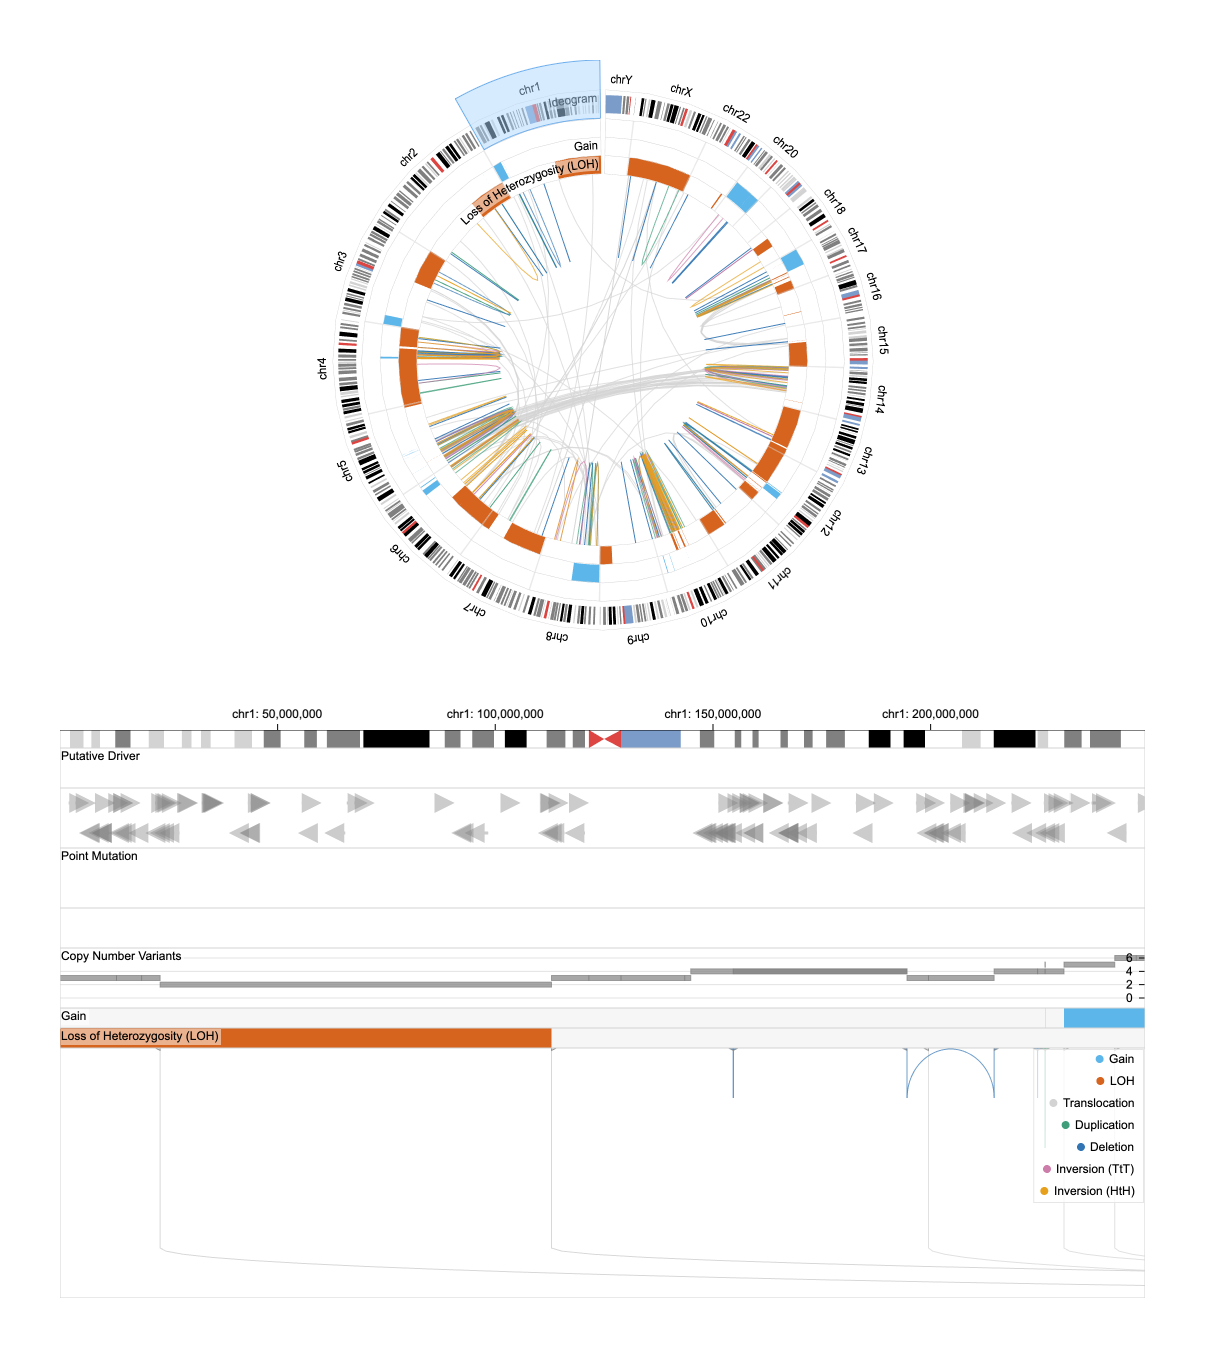 chrY
chrX
chr22
chr20
chr18
chr17
chr16
chr15
chr14
chr13
chr12
chr11
chr10
chr9
chr8
chr7
chr6
chr5
chr4
chr3
chr2
chr1
Ideogram
Gain
Loss of Heterozygosity (LOH)
chr1: 50,000,000
chr1: 100,000,000
chr1: 150,000,000
chr1: 200,000,000
Putative Driver
Point Mutation
Copy Number Variants
6
4
2
0
Gain
Loss of Heterozygosity (LOH)
Gain
LOH
Translocation
Duplication
Deletion
Inversion (TtT)
Inversion (HtH)